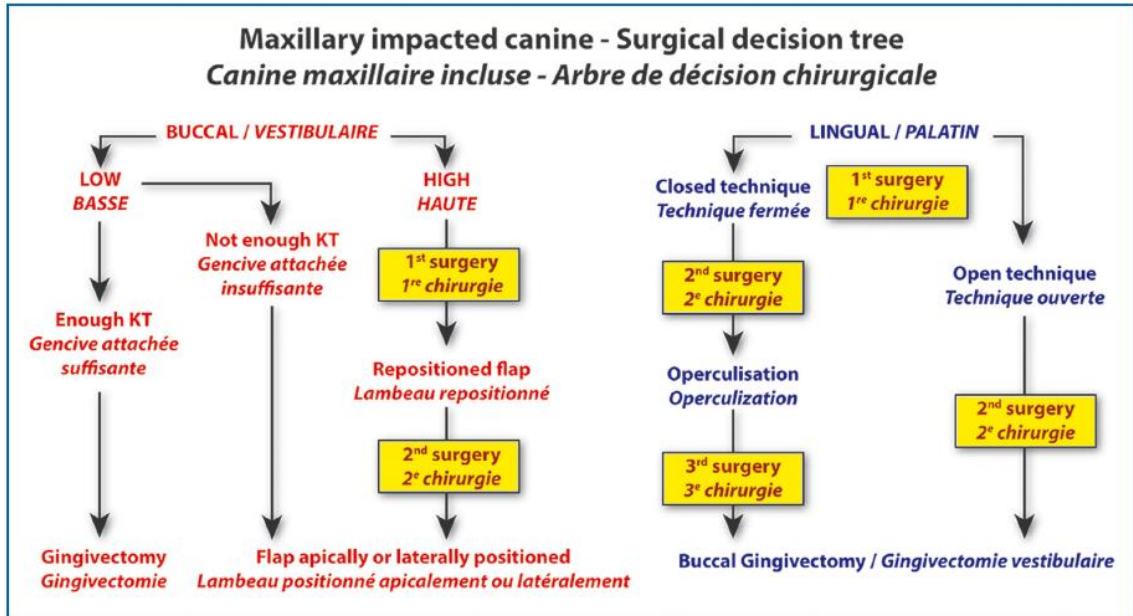 Maxillary impacted canine - Surgical decision tree
Canine maxillaire incluse - Arbre de décision chirurgicale
BUCCAL / VESTIBULAIRE
LOW
BASSE
Enough KT
Gencive attachée
suffisante
Gingivectomy
Gingivectomie
Not enough KT
Gencive attachée
insuffisante
HIGH
HAUTE
1st surgery
1re chirurgie
Repositioned flap
Lambeau repositionné
2nd surgery
2e chirurgie
Flap apically or laterally positioned
Lambeau positionné apicalement ou latéralement
LINGUAL / PALATIN
Closed technique
Technique fermée
1st surgery
1re chirurgie
2nd surgery
2e chirurgie
Operculisation
Operculization
3rd surgery
3e chirurgie
Open technique
Technique ouverte
2nd surgery
2e chirurgie
Buccal Gingivectomy / Gingivectomie vestibulaire